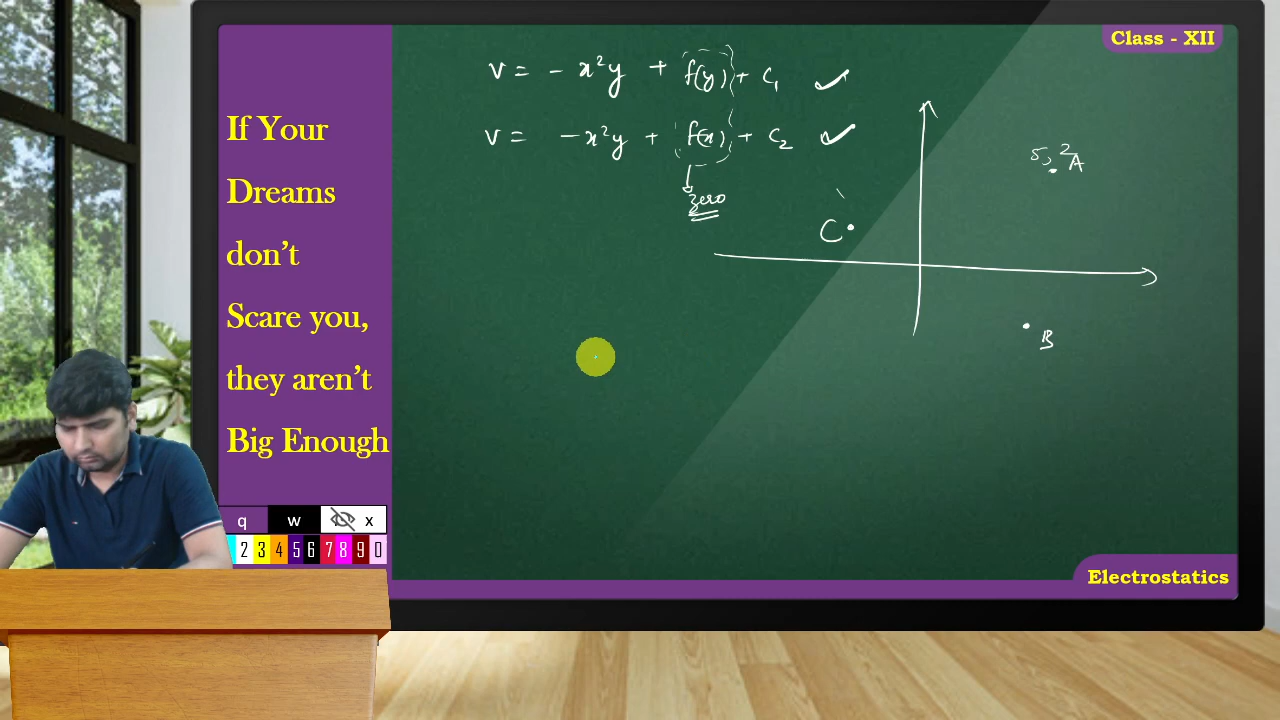 Class - XII
If Your
Dreams
don't
Scare you,
they aren't
Big Enough
V = - x²y + f(y) + C₁ ✓
V = - x²y + f(x) + C₂ ✓
zero
5, 2 A
C
B
q w x
2 3 4 5 6 7 8 9 0
Electrostatics